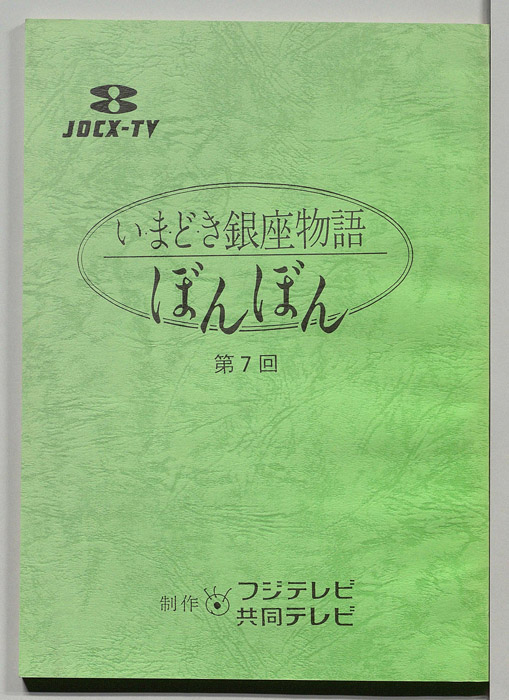 8
JOCX-TV
いまどき銀座物語
ぼんぼん
第7回
制作
フジテレビ
共同テレビ